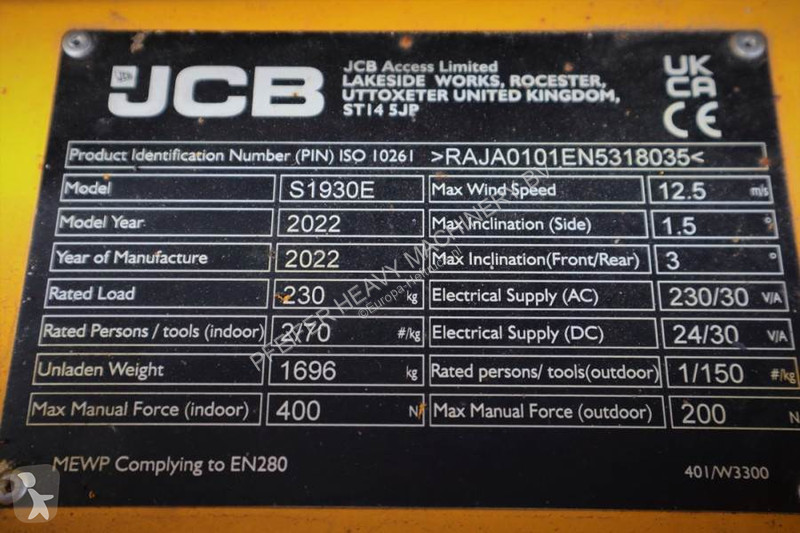 JCB
JCB Access Limited
LAKESIDE WORKS, ROCESTER,
UTTOXETER UNITED KINGDOM,
ST14 5JP
UK
CA
CE
Product Identification Number (PIN) ISO 10261 >RAJA0101EN5318035<
Model S1930E Max Wind Speed 12.5 m/s
Model Year 2022 Max Inclination (Side) 1.5 °
Year of Manufacture 2022 Max Inclination(Front/Rear) 3 °
Rated Load 230 kg Electrical Supply (AC) 230/30 V/A
Rated Persons / tools (indoor) 2/70 #/kg Electrical Supply (DC) 24/30 V/A
Unladen Weight 1696 kg Rated persons/ tools(outdoor) 1/150 #/kg
Max Manual Force (indoor) 400 N Max Manual Force (outdoor) 200 N
MEWP Complying to EN280 401/W3300
PFEIFER HEAVY MACHINERY BV